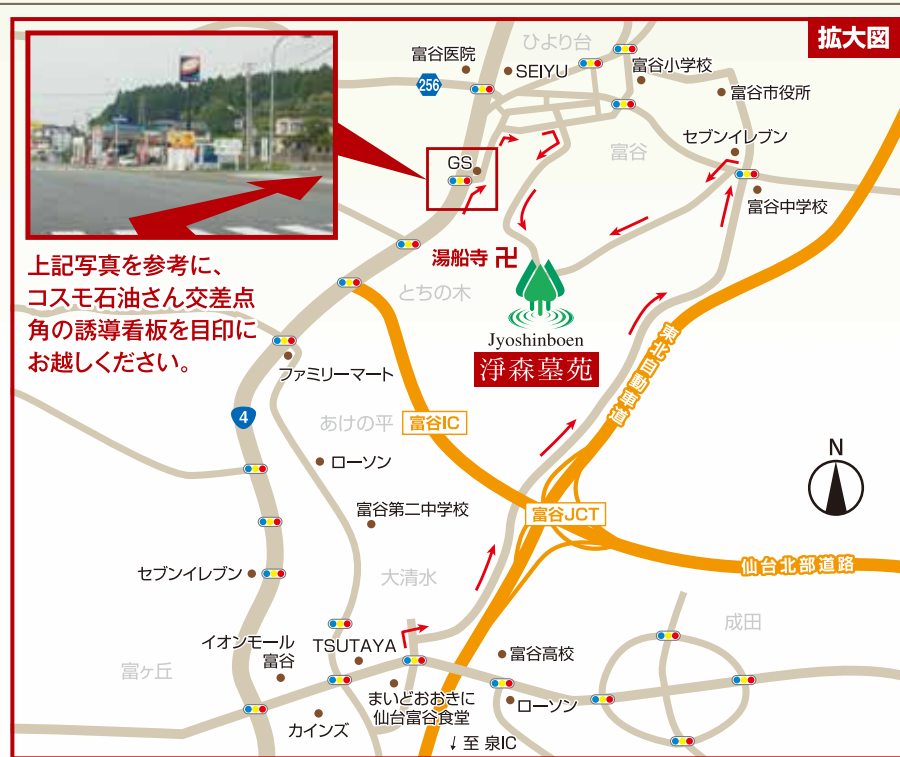 拡大図
ひより台
富谷医院
SEIYU
富谷小学校
256
富谷市役所
セブンイレブン
富谷
GS
富谷中学校
上記写真を参考に、
コスモ石油さん交差点
角の誘導看板を目印に
お越しください。
湯船寺 卍
とちの木
Jyoshinboen
淨森墓苑
東北自動車道
ファミリーマート
4
あけの平
富谷IC
ローソン
N
富谷第二中学校
富谷JCT
仙台北部道路
セブンイレブン
大清水
成田
イオンモール
富谷
TSUTAYA
富谷高校
富ヶ丘
まいどおおきに
仙台富谷食堂
ローソン
カインズ
↓至 泉IC